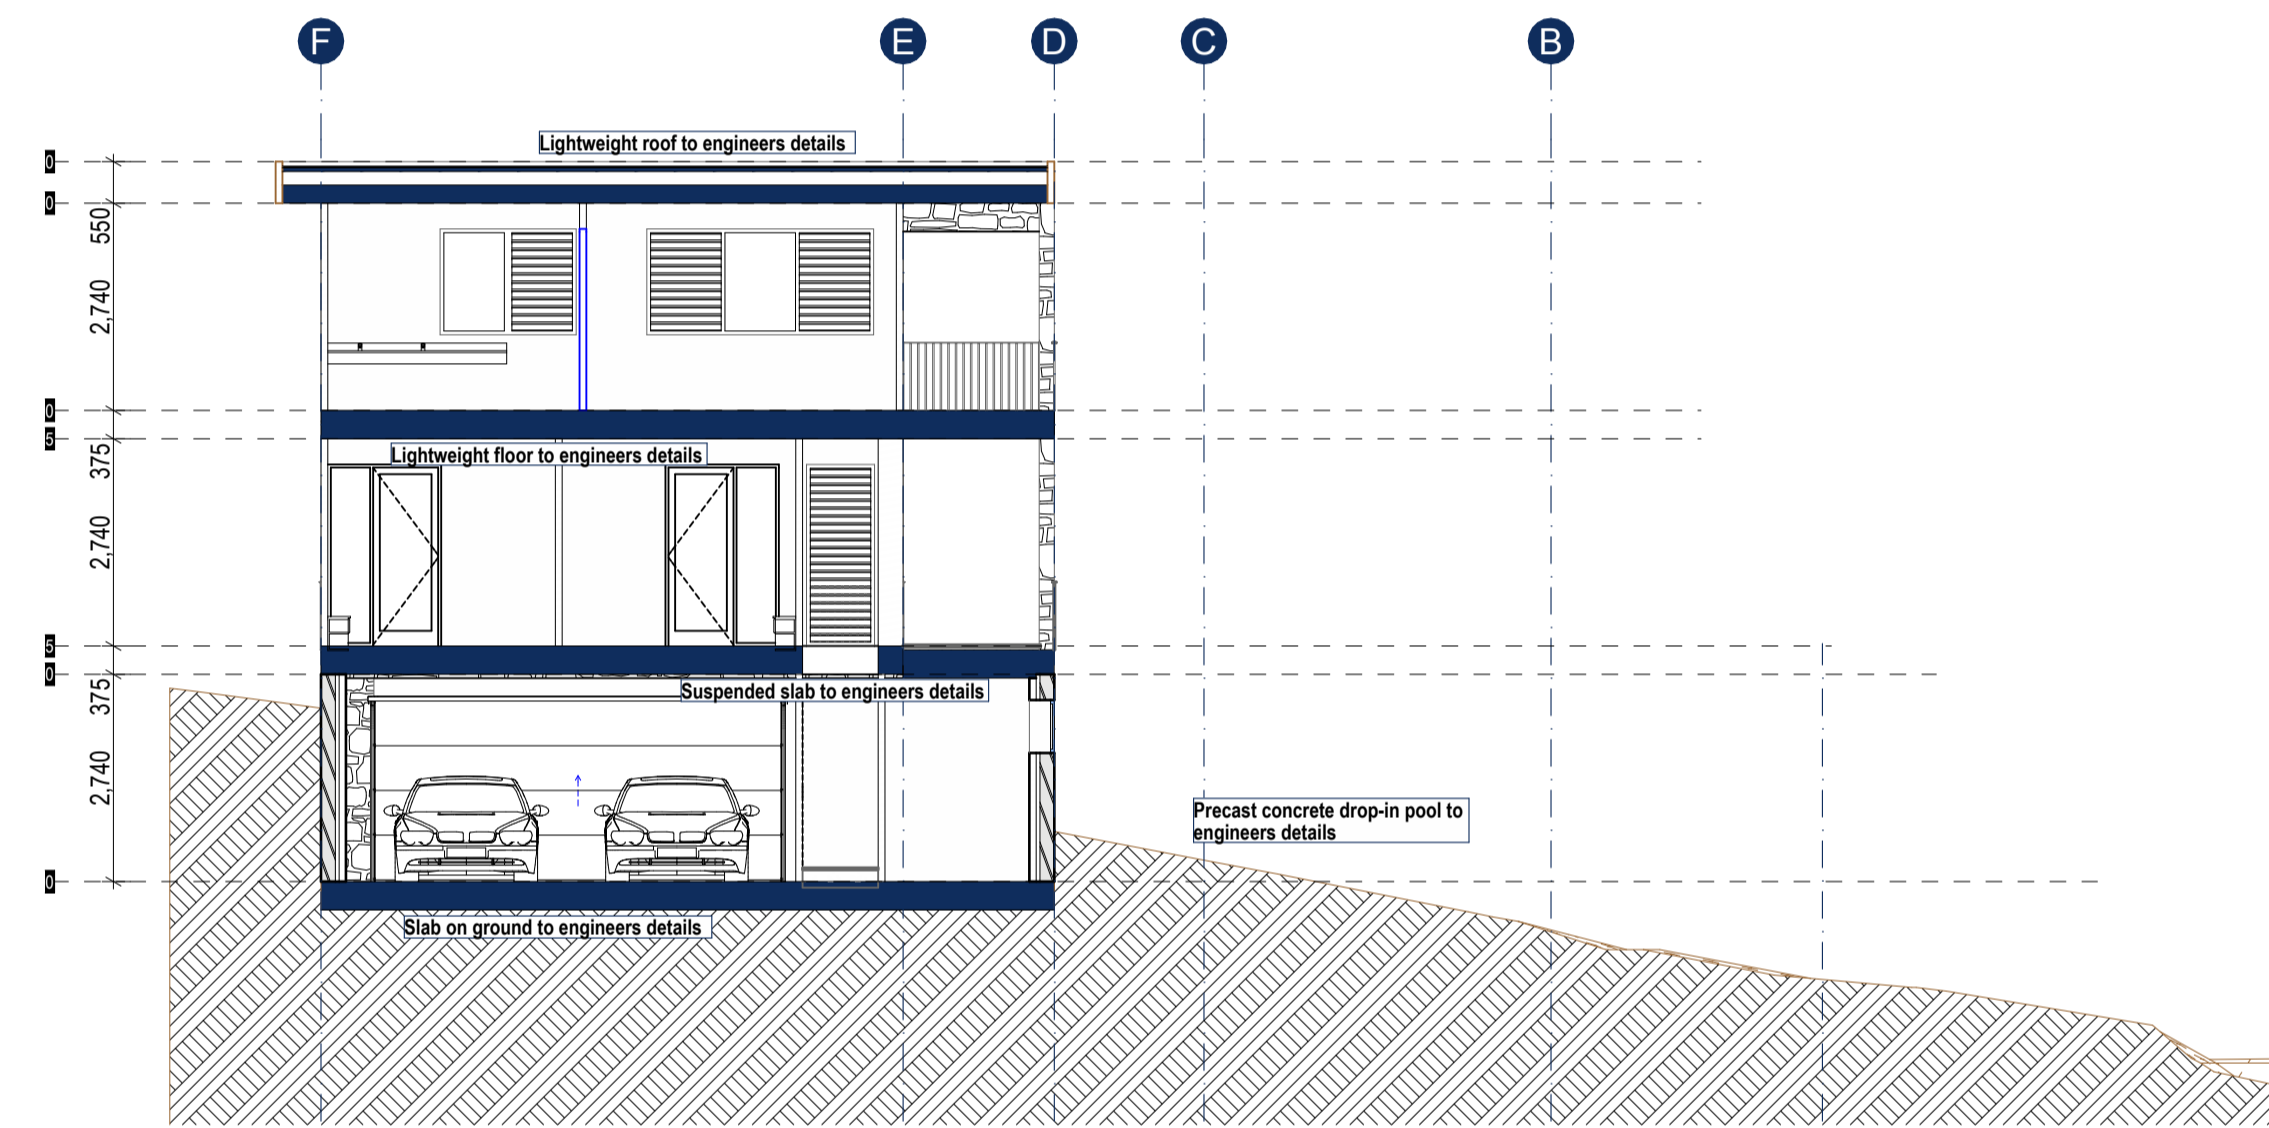 F E D C B
Lightweight roof to engineers details
0
0
550
2,740
0
5
375
Lightweight floor to engineers details
2,740
5
0
375
Suspended slab to engineers details
2,740
Precast concrete drop-in pool to
engineers details
0
Slab on ground to engineers details